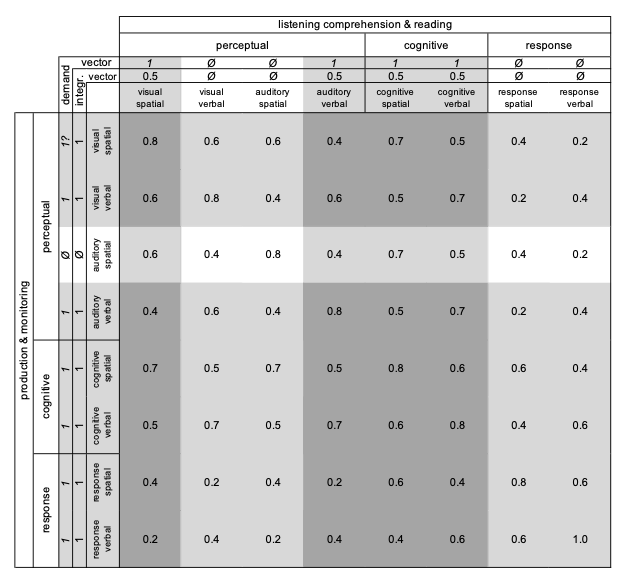 listening comprehension & reading
perceptual cognitive response
demand integr. vector 1 Ø Ø 1 1 1 Ø Ø
vector 0.5 Ø Ø 0.5 0.5 0.5 Ø Ø
visual spatial visual verbal auditory spatial auditory verbal cognitive spatial cognitive verbal response spatial response verbal
production & monitoring
perceptual
1? 1 visual spatial 0.8 0.6 0.6 0.4 0.7 0.5 0.4 0.2
1 1 visual verbal 0.6 0.8 0.4 0.6 0.5 0.7 0.2 0.4
Ø Ø auditory spatial 0.6 0.4 0.8 0.4 0.7 0.5 0.4 0.2
1 1 auditory verbal 0.4 0.6 0.4 0.8 0.5 0.7 0.2 0.4
cognitive
1 1 cognitive spatial 0.7 0.5 0.7 0.5 0.8 0.6 0.6 0.4
1 1 cognitive verbal 0.5 0.7 0.5 0.7 0.6 0.8 0.4 0.6
response
1 1 response spatial 0.4 0.2 0.4 0.2 0.6 0.4 0.8 0.6
1 1 response verbal 0.2 0.4 0.2 0.4 0.4 0.6 0.6 1.0